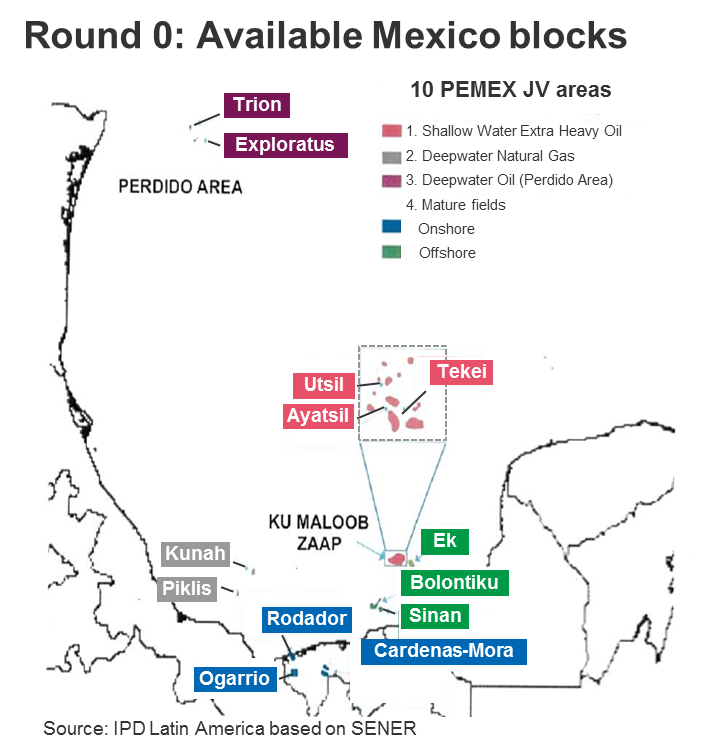 Round 0: Available Mexico blocks
10 PEMEX JV areas
1. Shallow Water Extra Heavy Oil
2. Deepwater Natural Gas
3. Deepwater Oil (Perdido Area)
4. Mature fields
Onshore
Offshore
Trion
Exploratus
PERDIDO AREA
Utsil
Tekei
Ayatsil
KU MALOOB
ZAAP
Ek
Kunah
Piklis
Bolontiku
Sinan
Rodador
Cardenas-Mora
Ogarrio
Source: IPD Latin America based on SENER